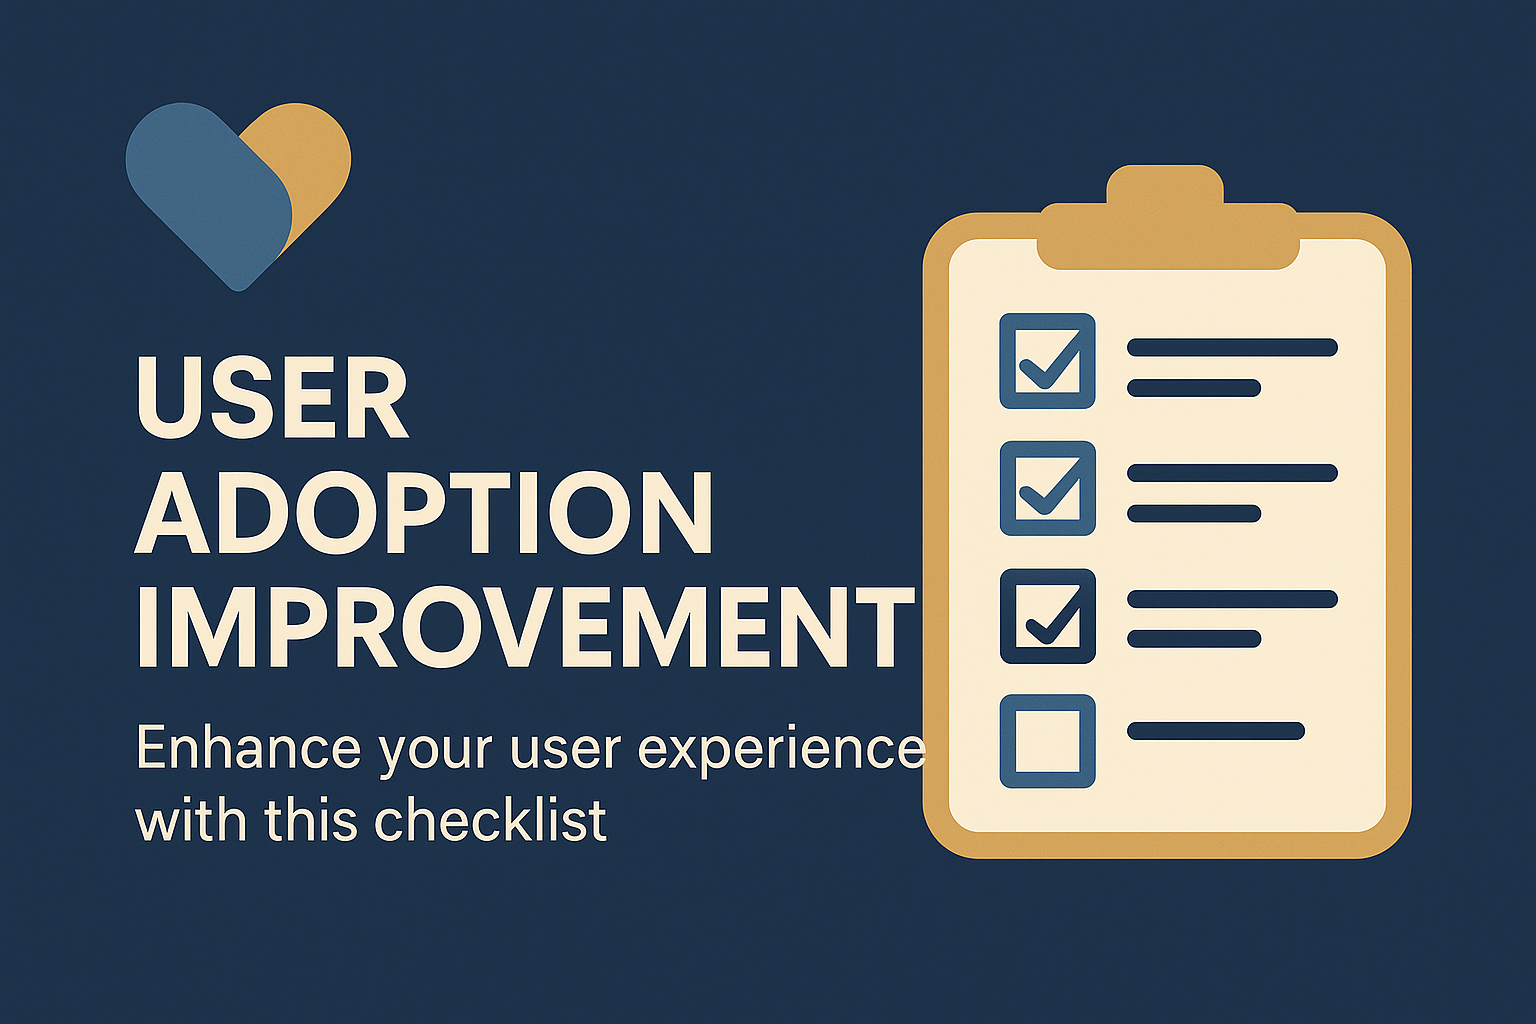 USER
ADOPTION
IMPROVEMENT
Enhance your user experience
with this checklist